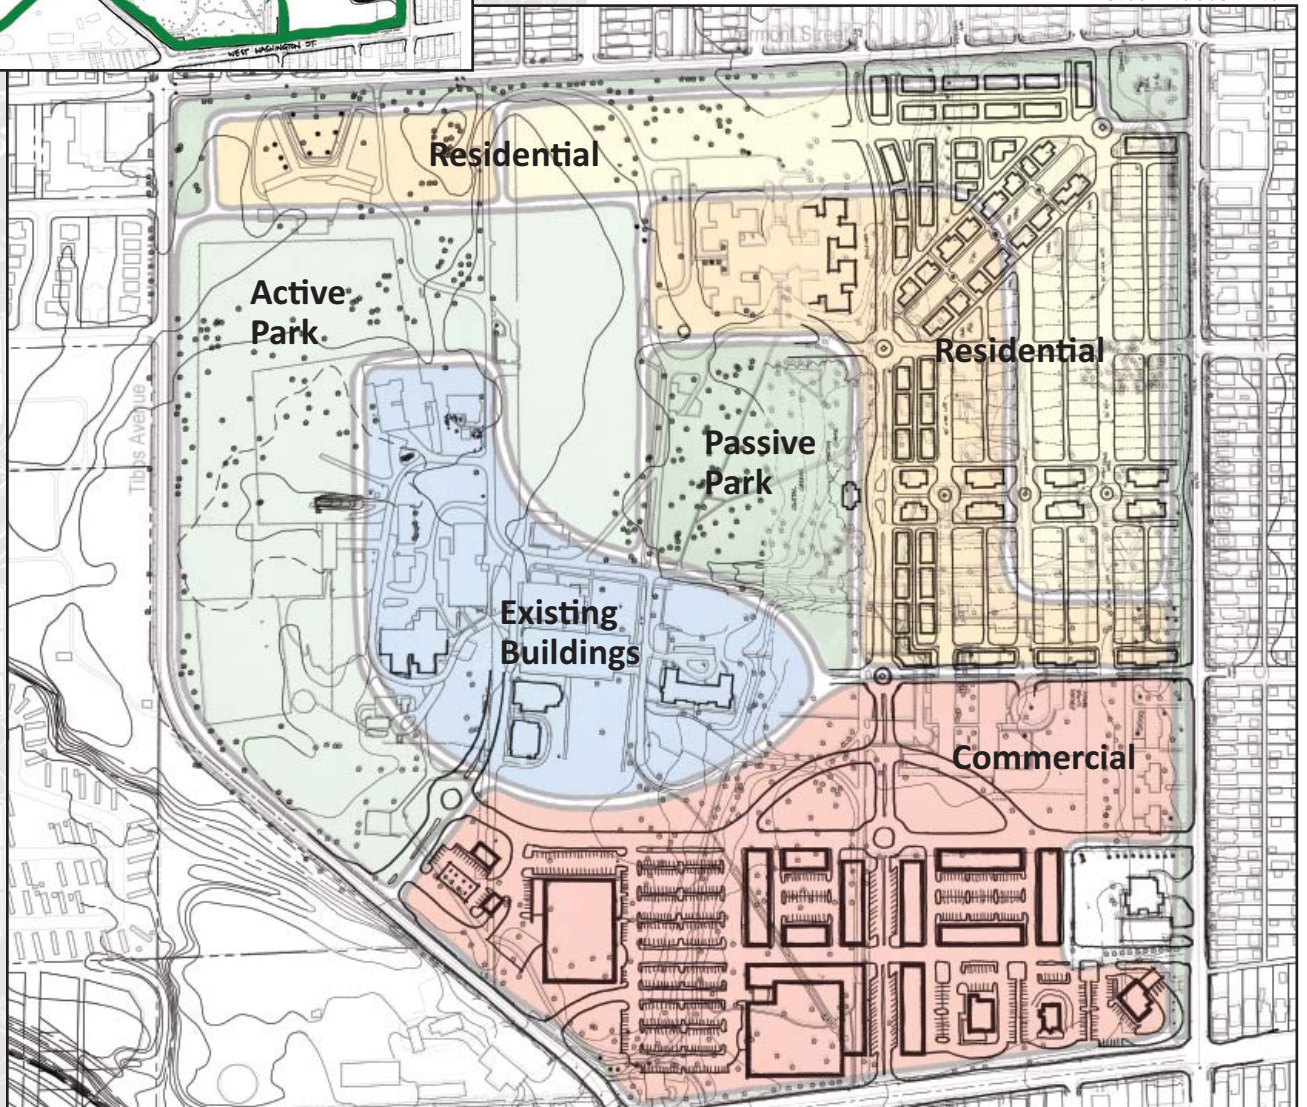 WEST WASHINGTON ST.
Vermont Street
Residential
Active
Park
Residential
Passive
Park
Tibbs Avenue
Existing
Buildings
Commercial